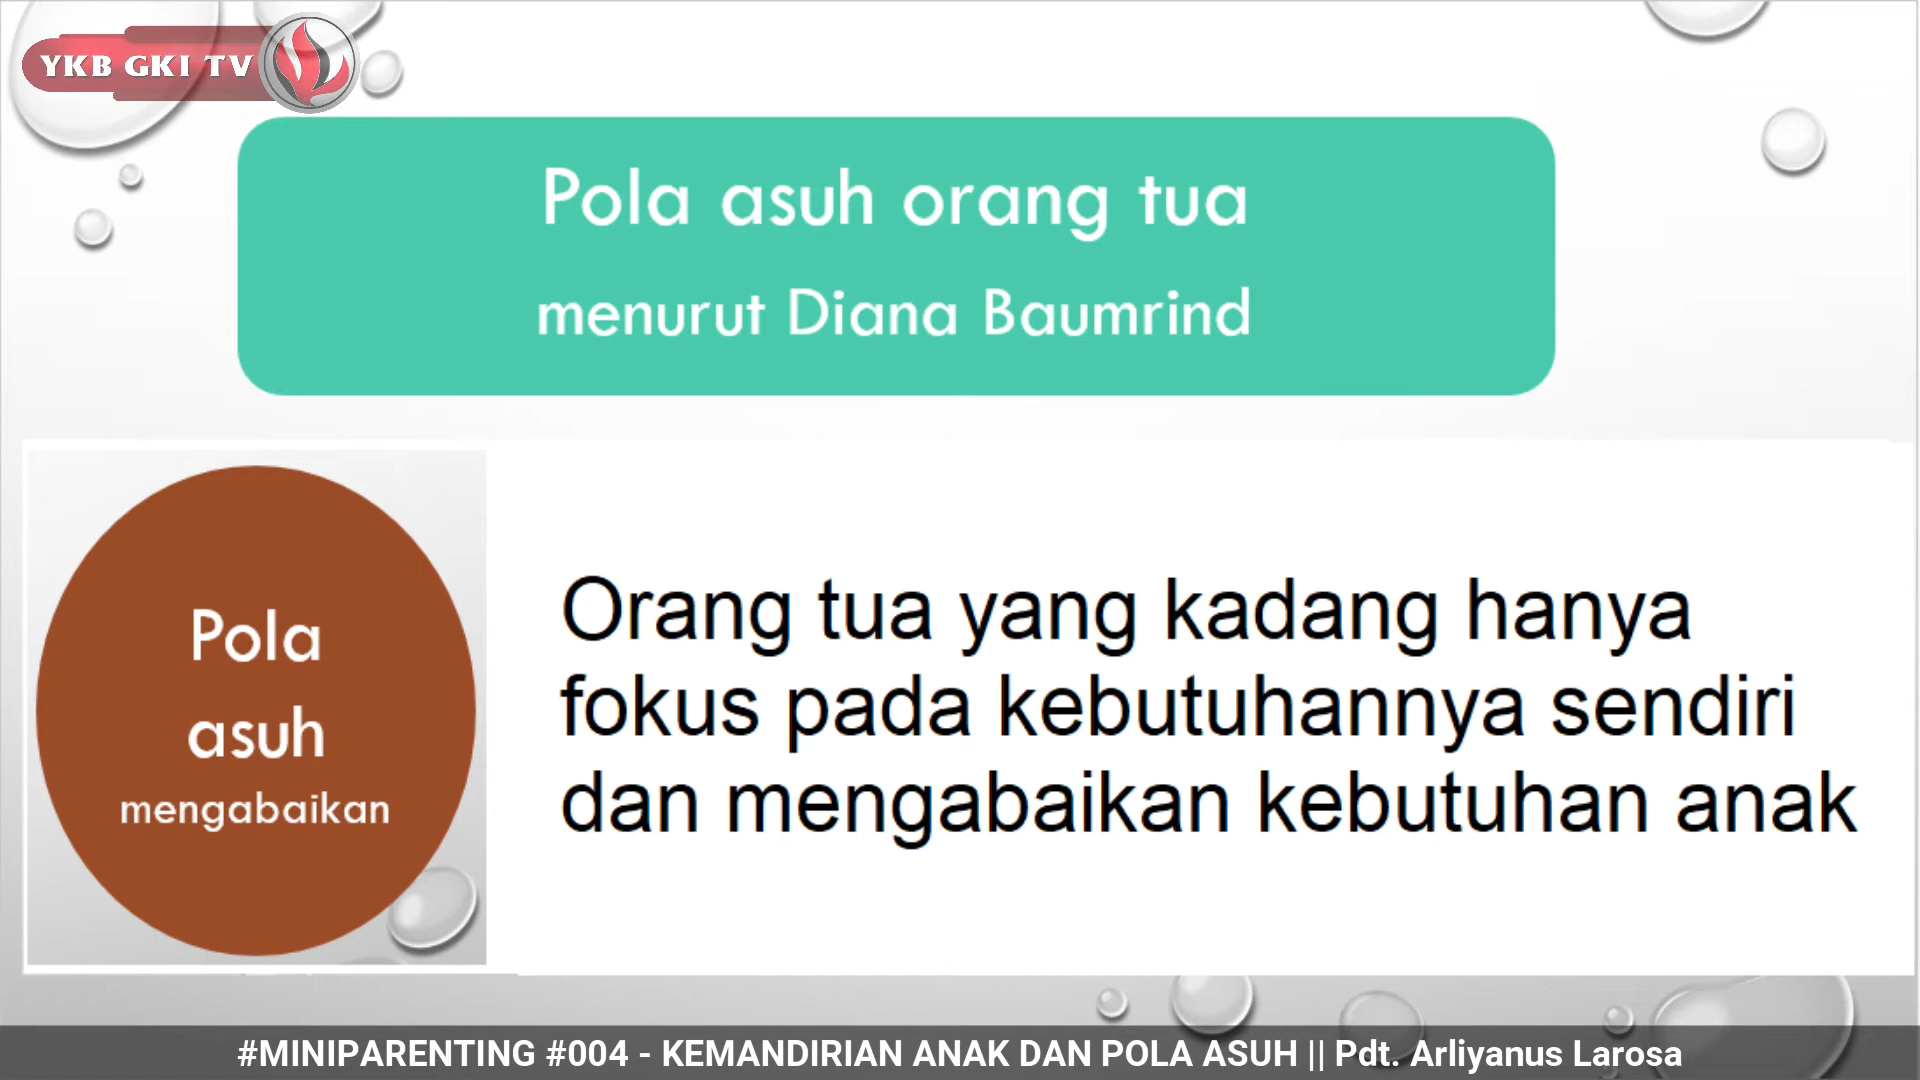 YKB GKI TV
Pola asuh orang tua
menurut Diana Baumrind
Pola
asuh
mengabaikan
Orang tua yang kadang hanya
fokus pada kebutuhannya sendiri
dan mengabaikan kebutuhan anak
#MINIPARENTING #004 - KEMANDIRIAN ANAK DAN POLA ASUH || Pdt. Arliyanus Larosa